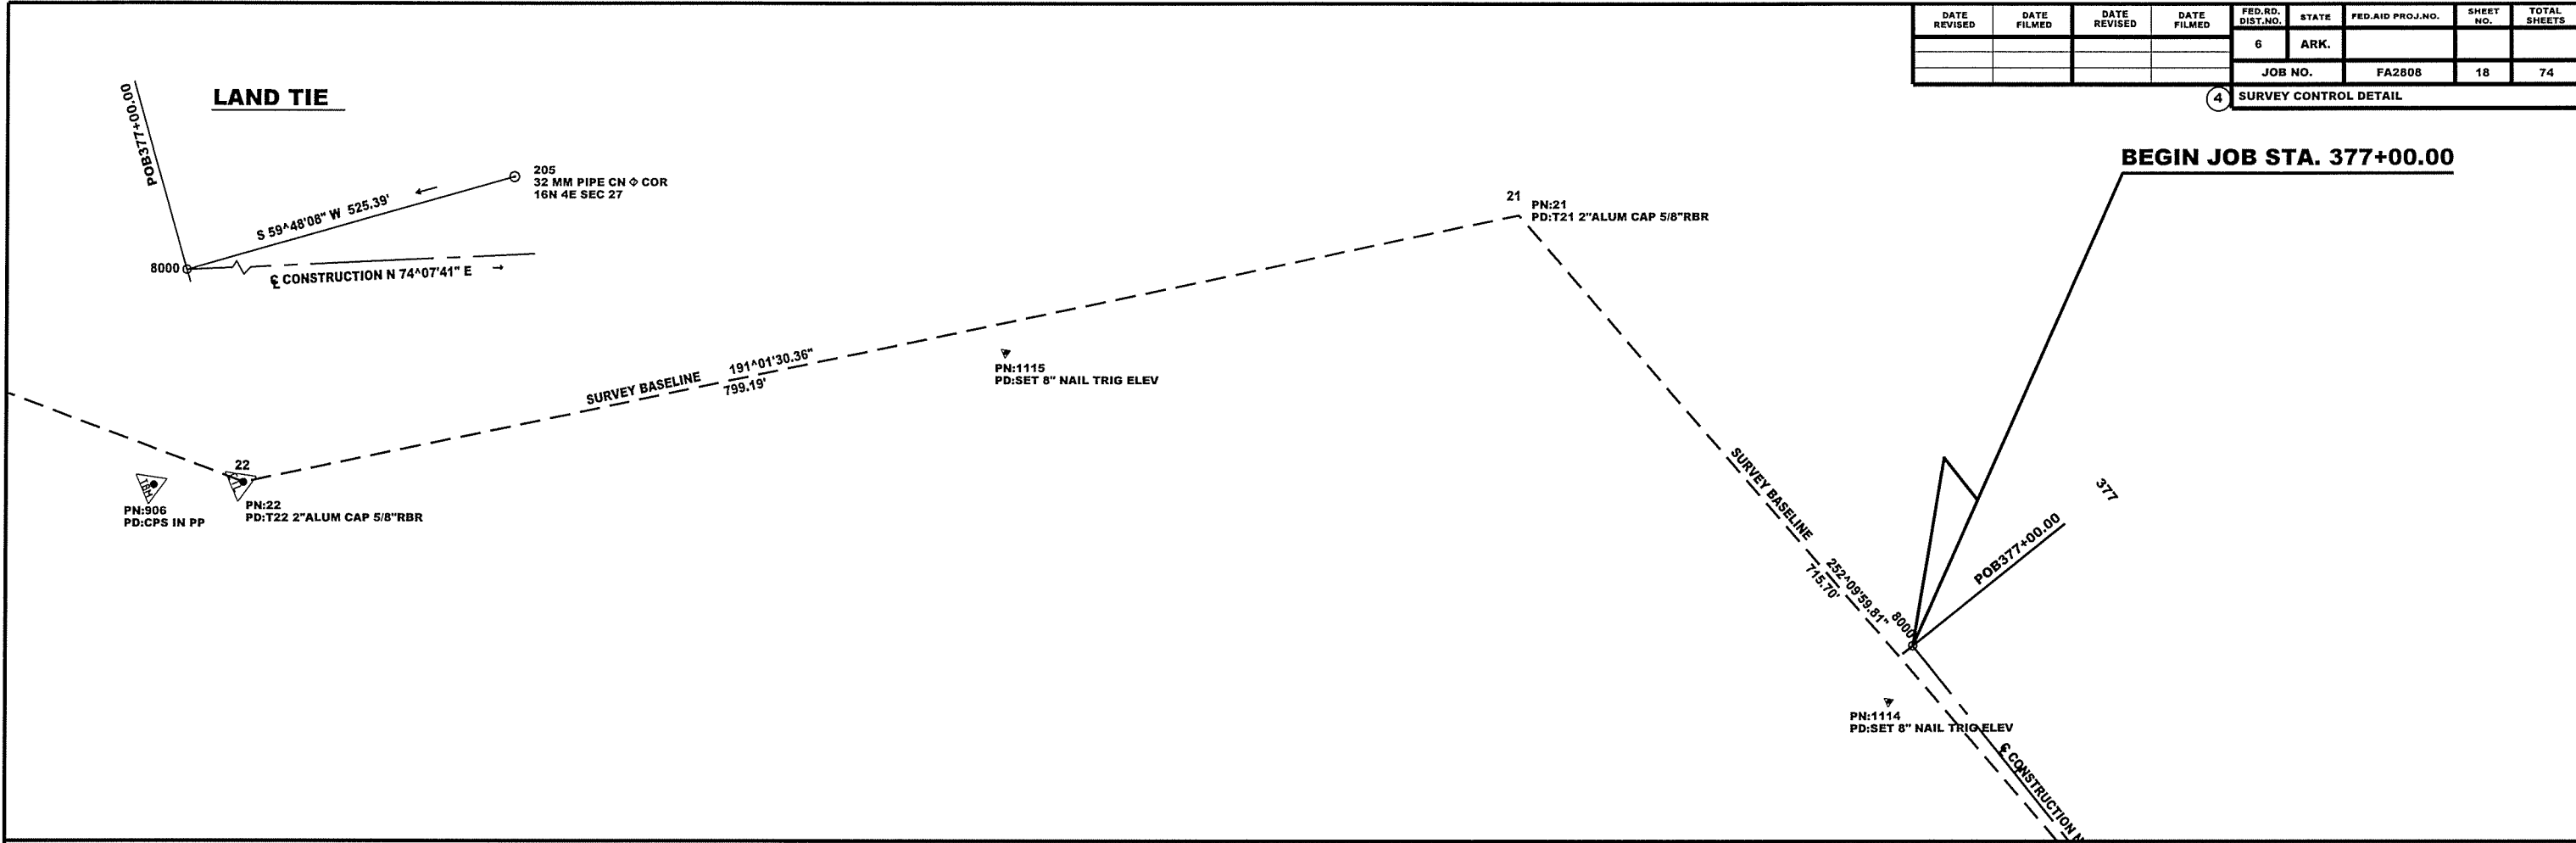 DATE REVISED
DATE FILMED
DATE REVISED
DATE FILMED
FED.RD. DIST.NO.
STATE
FED.AID PROJ.NO.
SHEET NO.
TOTAL SHEETS
6
ARK.
JOB NO.
FA2808
18
74
4
SURVEY CONTROL DETAIL
LAND TIE
POB377+00.00
205
32 MM PIPE CN COR
16N 4E SEC 27
S 59^48'08" W 525.39'
8000
℄ CONSTRUCTION N 74^07'41" E
BEGIN JOB STA. 377+00.00
21
PN:21
PD:T21 2"ALUM CAP 5/8"RBR
SURVEY BASELINE
191^01'30.36"
799.19'
PN:1115
PD:SET 8" NAIL TRIG ELEV
22
PN:22
PD:T22 2"ALUM CAP 5/8"RBR
PN:906
PD:CPS IN PP
SURVEY BASELINE
252^09'59.81"
715.70'
8000
377
POB377+00.00
PN:1114
PD:SET 8" NAIL TRIG ELEV
℄ CONSTRUCTION